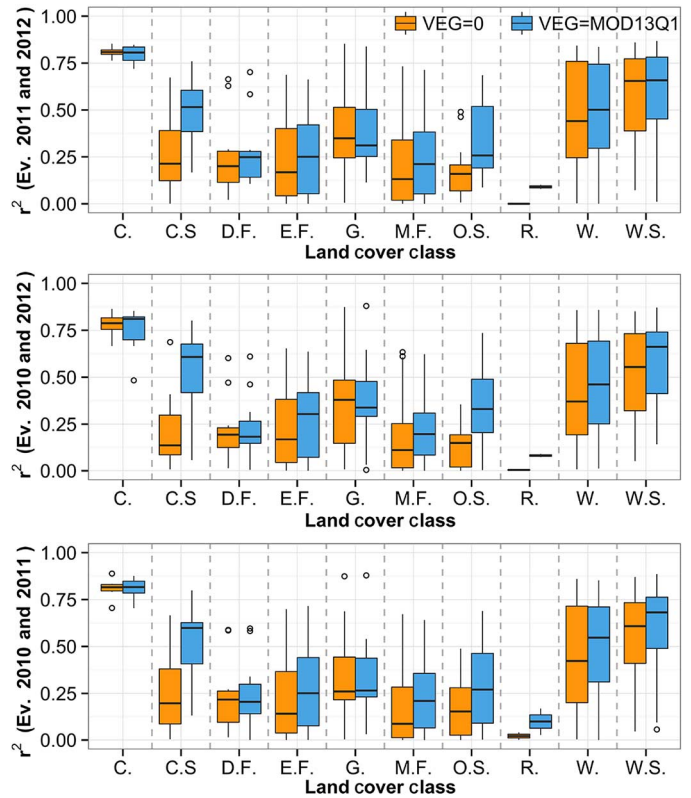 VEG=0 VEG=MOD13Q1
r² (Ev. 2011 and 2012)
1.00
0.75
0.50
0.25
0.00
C. C.S D.F. E.F. G. M.F. O.S. R. W. W.S.
Land cover class
r² (Ev. 2010 and 2012)
1.00
0.75
0.50
0.25
0.00
C. C.S D.F. E.F. G. M.F. O.S. R. W. W.S.
Land cover class
r² (Ev. 2010 and 2011)
1.00
0.75
0.50
0.25
0.00
C. C.S D.F. E.F. G. M.F. O.S. R. W. W.S.
Land cover class